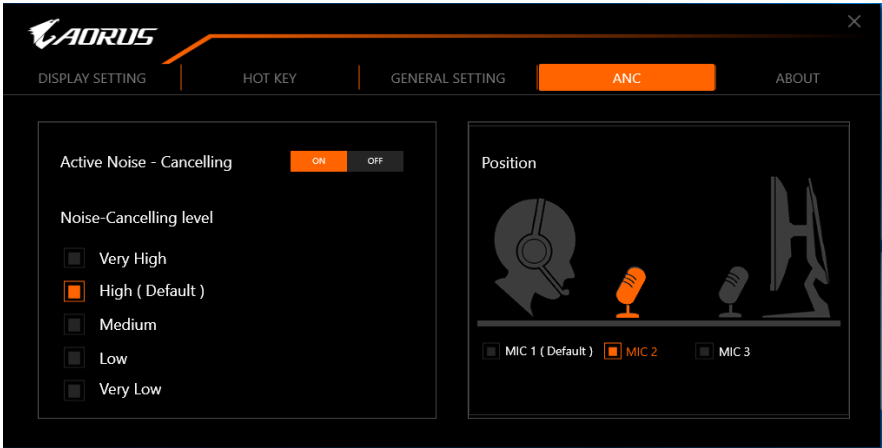 AORUS
DISPLAY SETTING
HOT KEY
GENERAL SETTING
ANC
ABOUT
Active Noise - Cancelling
ON
OFF
Noise-Cancelling level
Very High
High ( Default )
Medium
Low
Very Low
Position
MIC 1 ( Default )
MIC 2
MIC 3